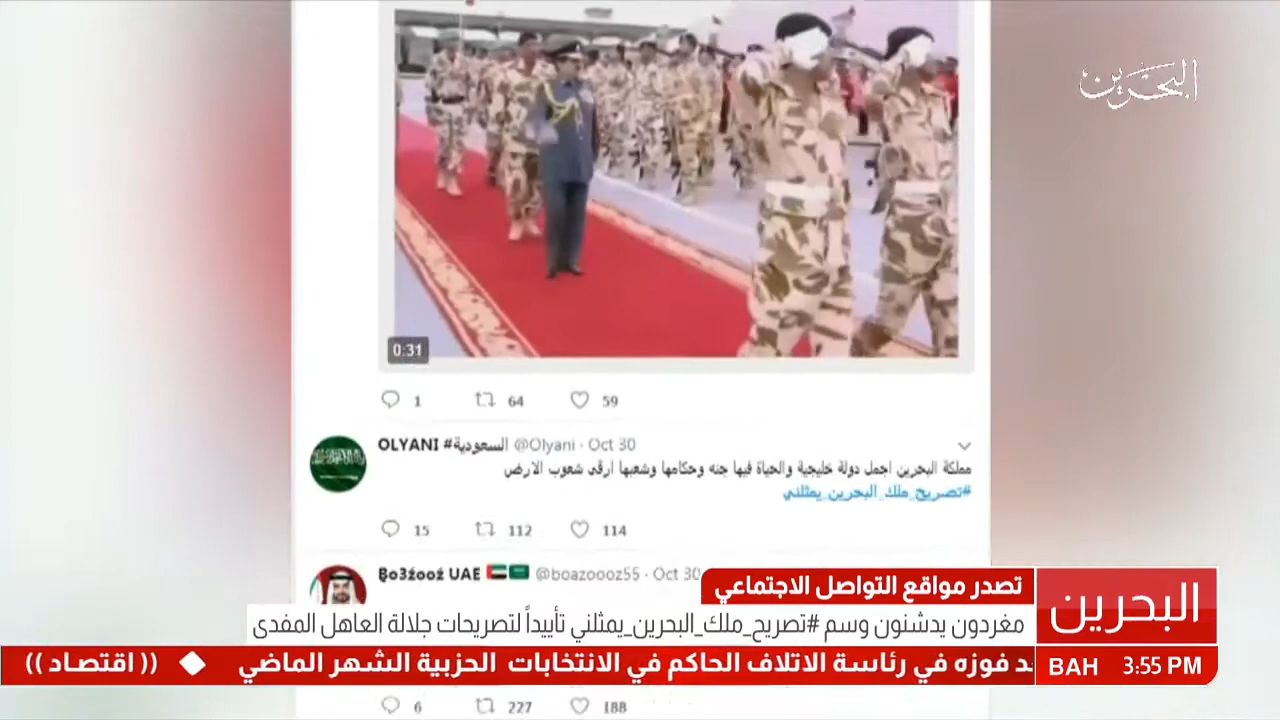 البحرين
0:31
1 64 59
OLYANI #السعودية @Olyani · Oct 30
مملكة البحرين اجمل دولة خليجية والحياة فيها جنه وحكامها وشعبها ارقى شعوب الارض
#تصريح_ملك_البحرين_يمثلني
15 112 114
Bo3żooż UAE @boazoooz55 · Oct 30
تصدر مواقع التواصل الاجتماعي
البحرين
مغردون يدشنون وسم #تصريح_ملك_البحرين_يمثلني تأييداً لتصريحات جلالة العاهل المفدى
BAH 3:55 PM
د فوزه في رئاسة الائتلاف الحاكم في الانتخابات الحزبية الشهر الماضي ◆ (( اقتصاد ))
6 227 188